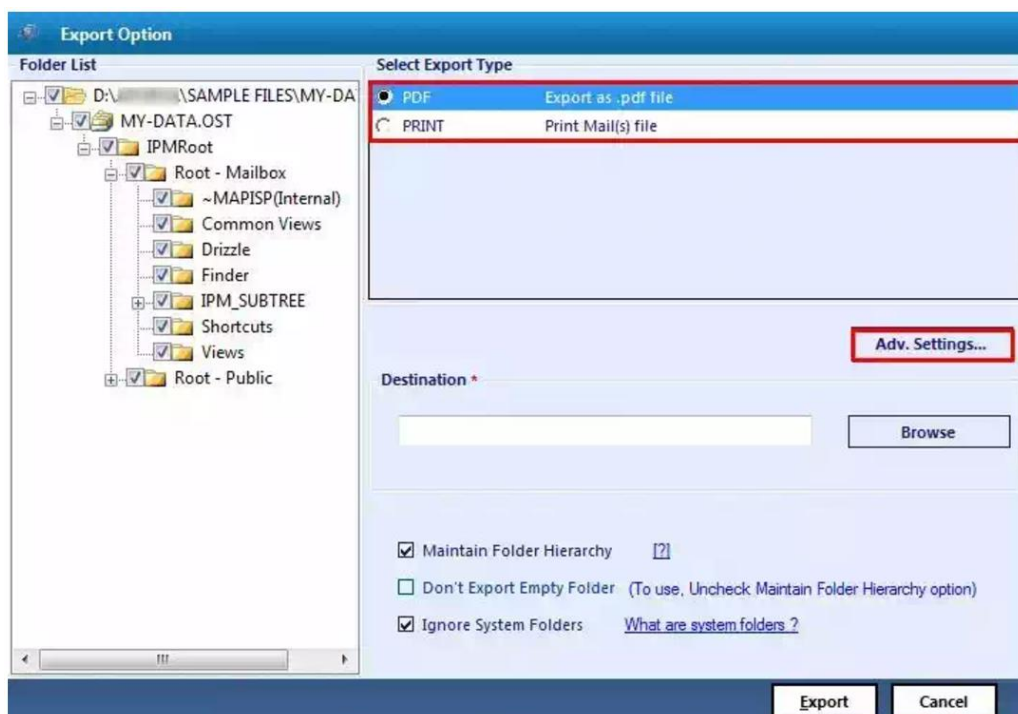 Export Option
Folder List
D:\ \SAMPLE FILES\MY-DA
MY-DATA.OST
IPMRoot
Root - Mailbox
~MAPISP(Internal)
Common Views
Drizzle
Finder
IPM_SUBTREE
Shortcuts
Views
Root - Public
Select Export Type
PDF Export as .pdf file
PRINT Print Mail(s) file
Adv. Settings...
Destination *
Browse
Maintain Folder Hierarchy [?]
Don't Export Empty Folder (To use, Uncheck Maintain Folder Hierarchy option)
Ignore System Folders What are system folders ?
Export Cancel